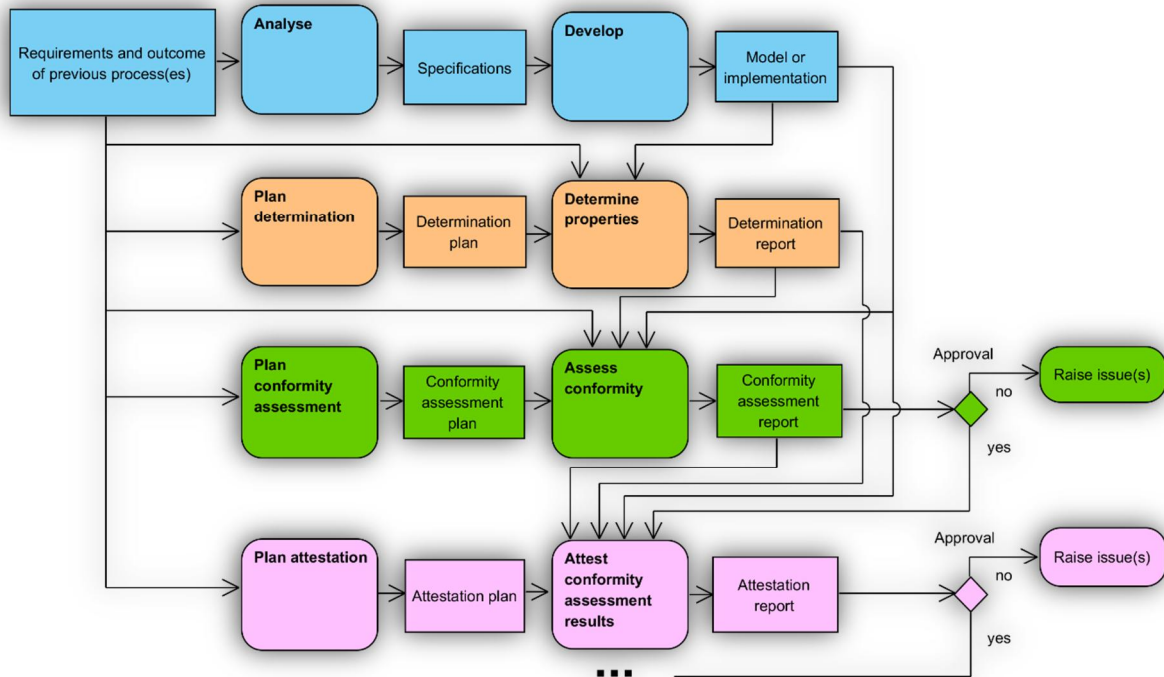 Analyse
Develop
Requirements and outcome
of previous process(es)
Specifications
Model or
implementation
Plan
determination
Determination
plan
Determine
properties
Determination
report
Plan
conformity
assessment
Conformity
assessment
plan
Assess
conformity
Conformity
assessment
report
Approval
no
yes
Raise issue(s)
Plan attestation
Attestation plan
Attest
conformity
assessment
results
Attestation
report
Approval
no
yes
Raise issue(s)
...